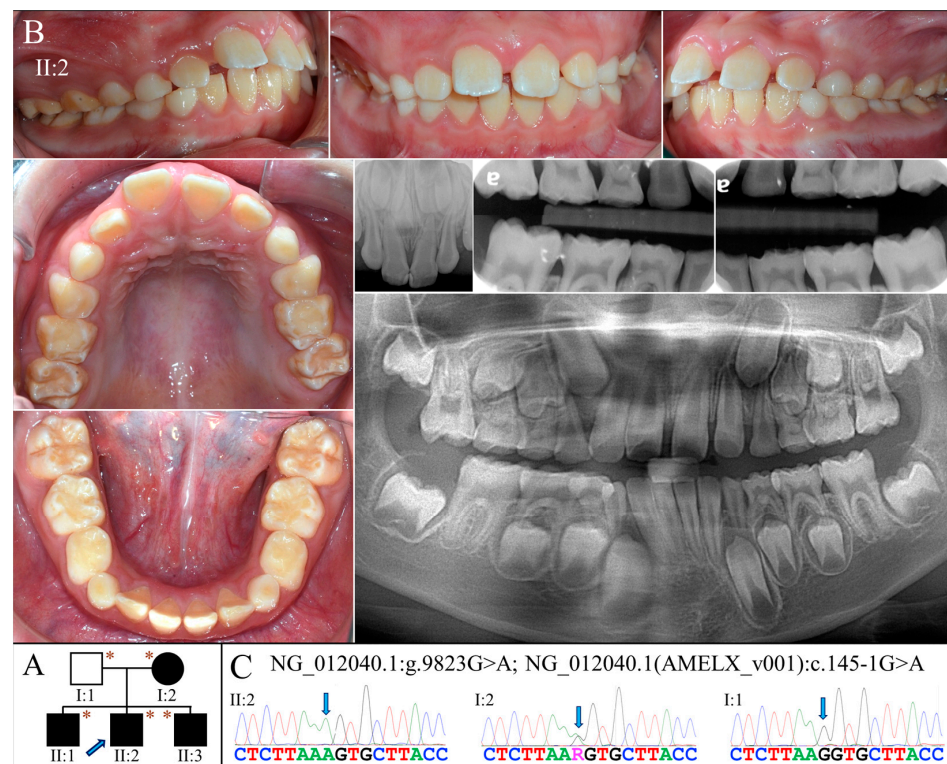 B
II:2
a
a
A
* *
I:1 I:2
* * *
II:1 II:2 II:3
C NG_012040.1:g.9823G>A; NG_012040.1(AMELX_v001):c.145-1G>A
II:2 I:2 I:1
CTCTTAAAGTGCTTACC CTCTTAARGTGCTTACC CTCTTAAGGTGCTTACC